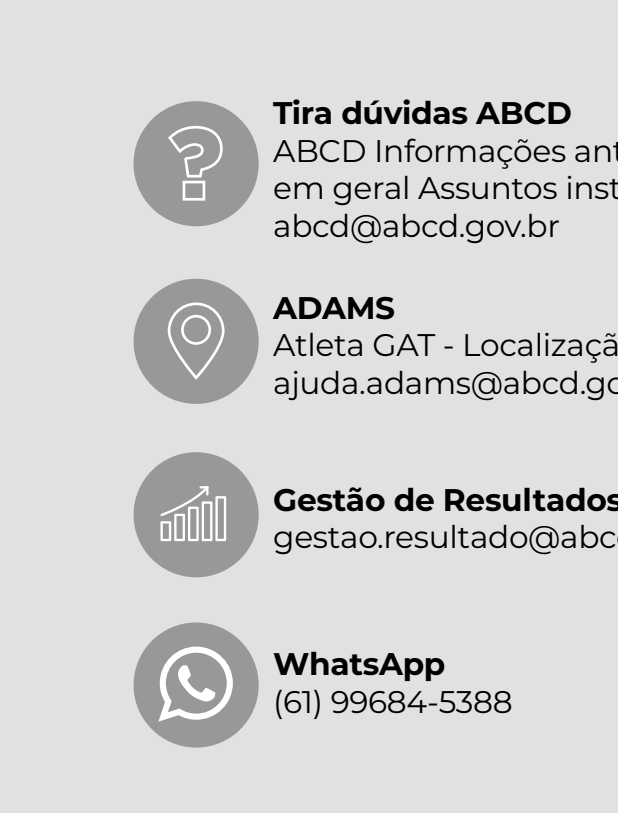 Tira dúvidas ABCD
ABCD Informações
em geral Assuntos
abcd@abcd.gov.br
ADAMS
Atleta GAT -
Gestão de Resultados
(61) 99684-5388
WhatsApp